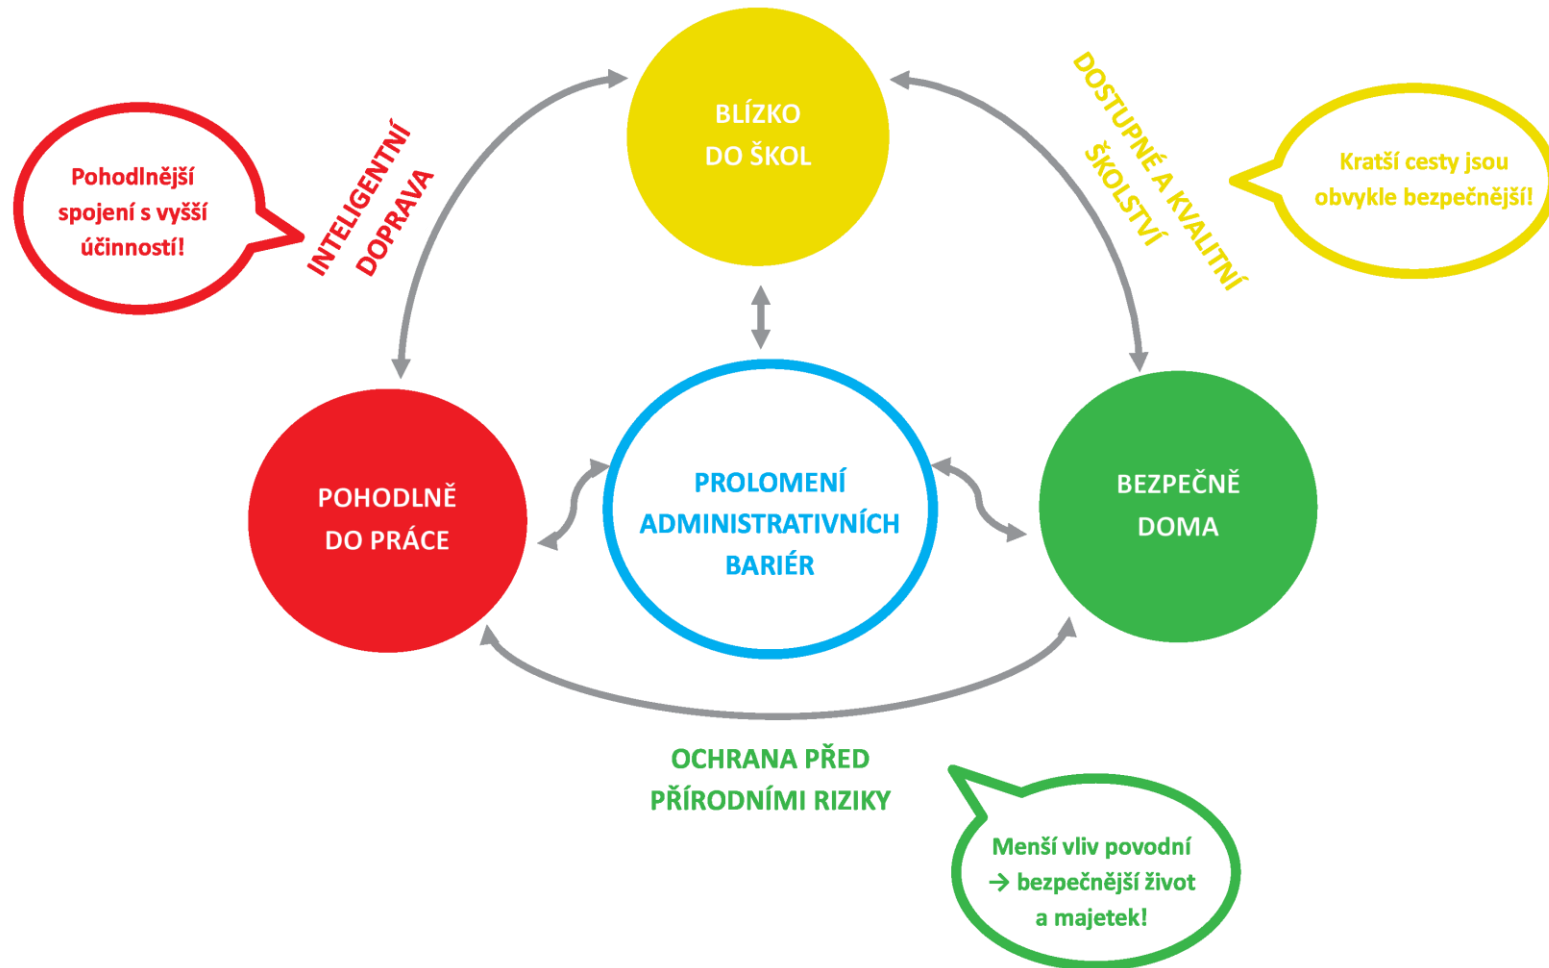 BLÍZKO
DO ŠKOL
INTELIGENTNÍ
DOPRAVA
DOSTUPNÉ A KVALITNÍ
ŠKOLSTVÍ
Pohodlnější
spojení s vyšší
účinností!
Kratší cesty jsou
obvykle bezpečnější!
POHODLNĚ
DO PRÁCE
PROLOMENÍ
ADMINISTRATIVNÍCH
BARIÉR
BEZPEČNĚ
DOMA
OCHRANA PŘED
PŘÍRODNÍMI RIZIKY
Menší vliv povodní
→ bezpečnější život
a majetek!